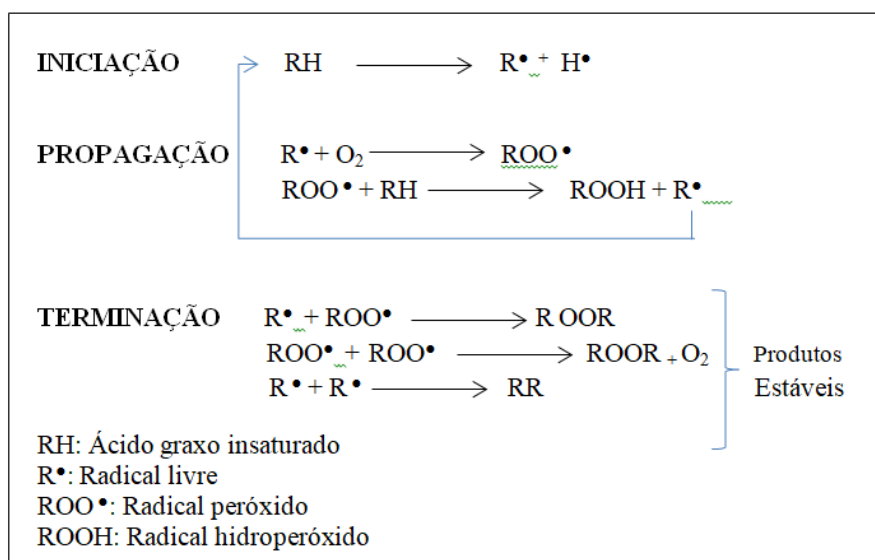 INICIAÇÃO RH ⟶ R• + H•
PROPAGAÇÃO R• + O₂ ⟶ ROO •
ROO • + RH ⟶ ROOH + R•
TERMINAÇÃO R• + ROO• ⟶ R OOR
ROO• + ROO• ⟶ ROOR + O₂
R • + R • ⟶ RR
Produtos
Estáveis
RH: Ácido graxo insaturado
R•: Radical livre
ROO •: Radical peróxido
ROOH: Radical hidroperóxido